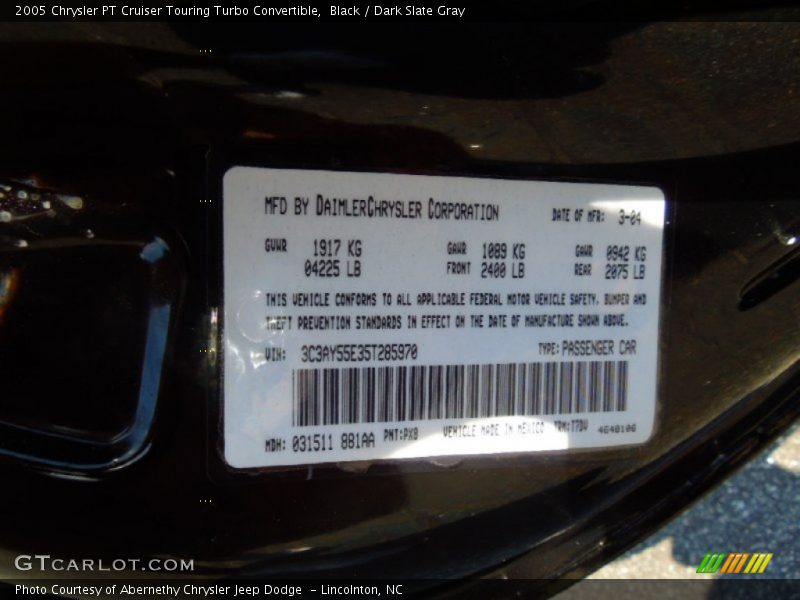 2005 Chrysler PT Cruiser Touring Turbo Convertible, Black / Dark Slate Gray
MFD BY DAIMLERCHRYSLER CORPORATION DATE OF MFR: 3-04
GVWR 1917 KG GAWR 1089 KG GAWR 0942 KG
04225 LB FRONT 2400 LB REAR 2075 LB
THIS VEHICLE CONFORMS TO ALL APPLICABLE FEDERAL MOTOR VEHICLE SAFETY, BUMPER AND
THEFT PREVENTION STANDARDS IN EFFECT ON THE DATE OF MANUFACTURE SHOWN ABOVE.
VIN: 3C3AY55E35T285970 TYPE: PASSENGER CAR
MDH: 031511 881AA PNT:PX8 VEHICLE MADE IN MEXICO TRM:T7DV 4648106
GTCARLOT.COM
Photo Courtesy of Abernethy Chrysler Jeep Dodge - Lincolnton, NC